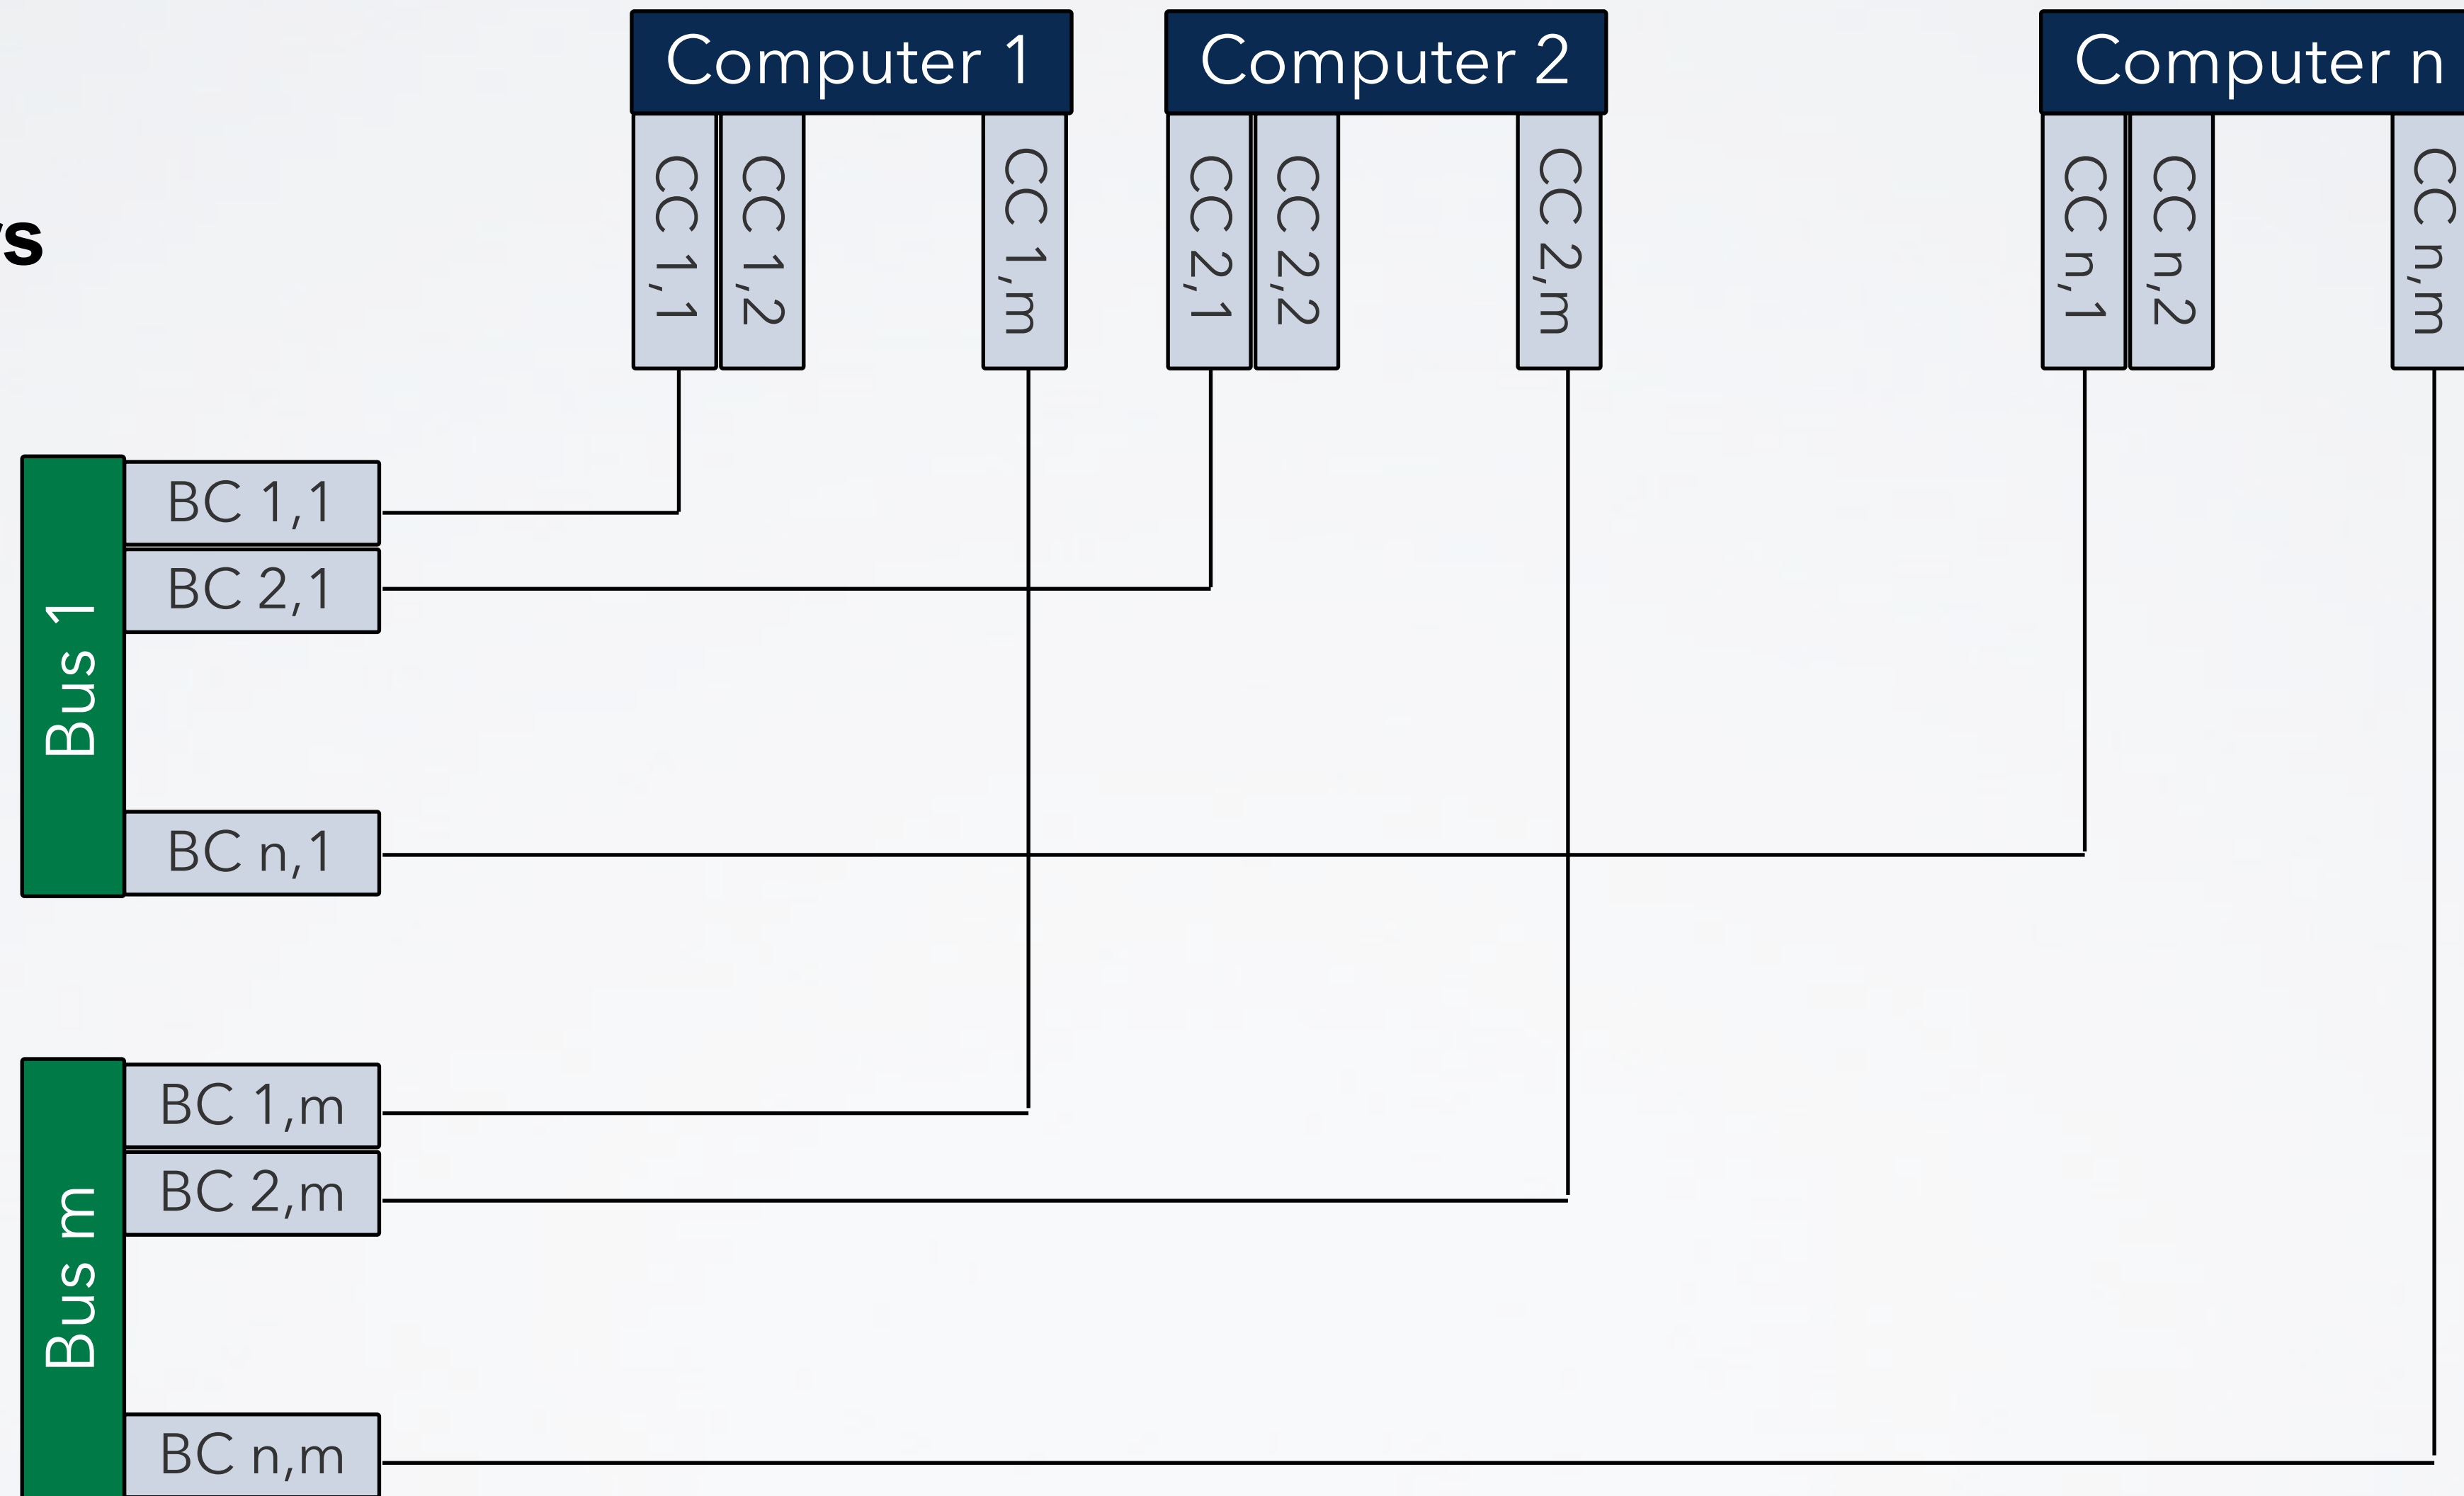 Computer 1
Computer 2
Computer n
CC 1,1
CC 1,2
CC 1,m
CC 2,1
CC 2,2
CC 2,m
CC n,1
CC n,2
CC n,m
Bus 1
BC 1,1
BC 2,1
BC n,1
Bus m
BC 1,m
BC 2,m
BC n,m